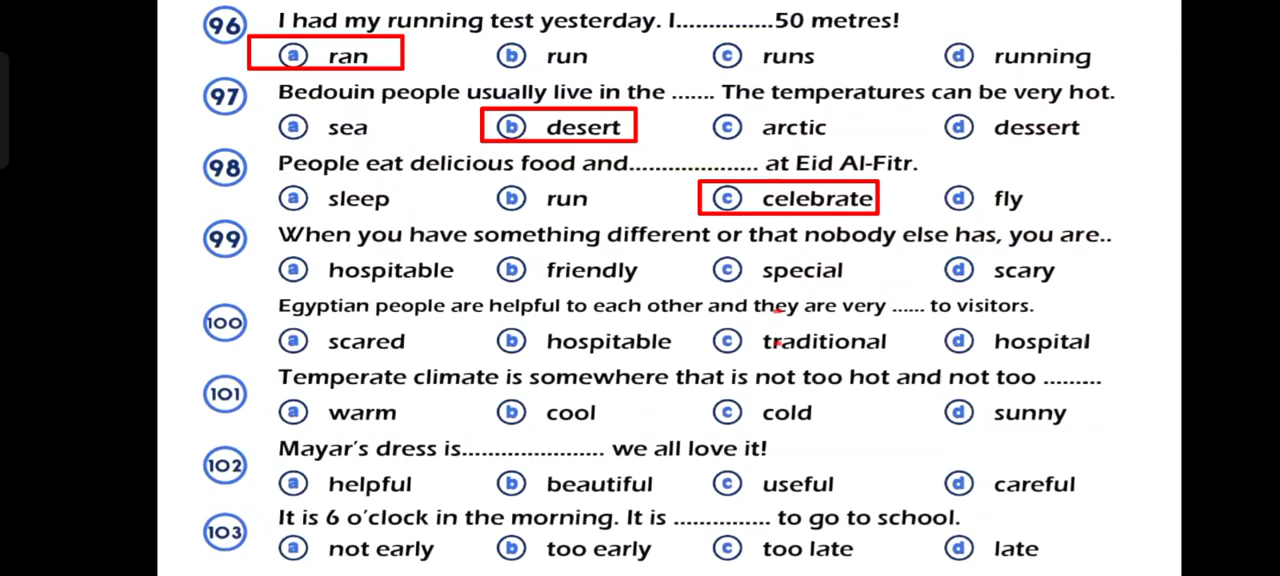 96 I had my running test yesterday. I.............50 metres!
a ran b run c runs d running
97 Bedouin people usually live in the ....... The temperatures can be very hot.
a sea b desert c arctic d dessert
98 People eat delicious food and................... at Eid Al-Fitr.
a sleep b run c celebrate d fly
99 When you have something different or that nobody else has, you are..
a hospitable b friendly c special d scary
100 Egyptian people are helpful to each other and they are very ...... to visitors.
a scared b hospitable c traditional d hospital
101 Temperate climate is somewhere that is not too hot and not too .........
a warm b cool c cold d sunny
102 Mayar's dress is...................... we all love it!
a helpful b beautiful c useful d careful
103 It is 6 o'clock in the morning. It is ............... to go to school.
a not early b too early c too late d late